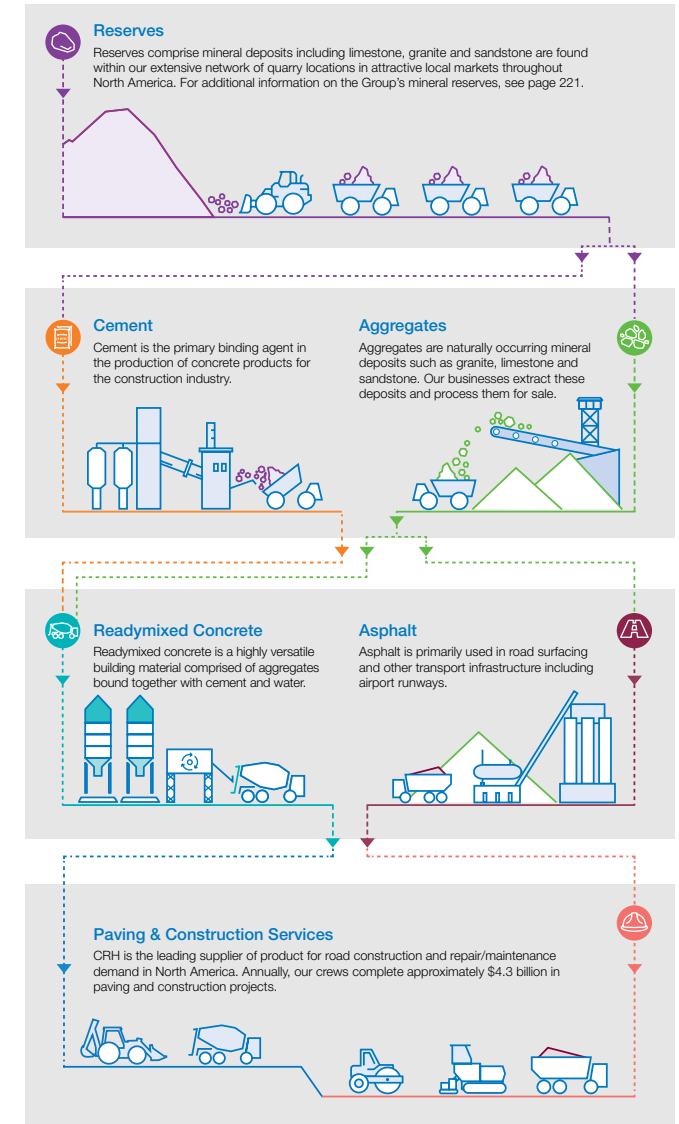 Reserves
Reserves comprise mineral deposits including limestone, granite and sandstone are found
within our extensive network of quarry locations in attractive local markets throughout
North America. For additional information on the Group's mineral reserves, see page 221.
Cement
Cement is the primary binding agent in
the production of concrete products for
the construction industry.
Aggregates
Aggregates are naturally occurring mineral
deposits such as granite, limestone and
sandstone. Our businesses extract these
deposits and process them for sale.
Readymixed Concrete
Readymixed concrete is a highly versatile
building material comprised of aggregates
bound together with cement and water.
Asphalt
Asphalt is primarily used in road surfacing
and other transport infrastructure including
airport runways.
Paving & Construction Services
CRH is the leading supplier of product for road construction and repair/maintenance
demand in North America. Annually, our crews complete approximately $4.3 billion in
paving and construction projects.